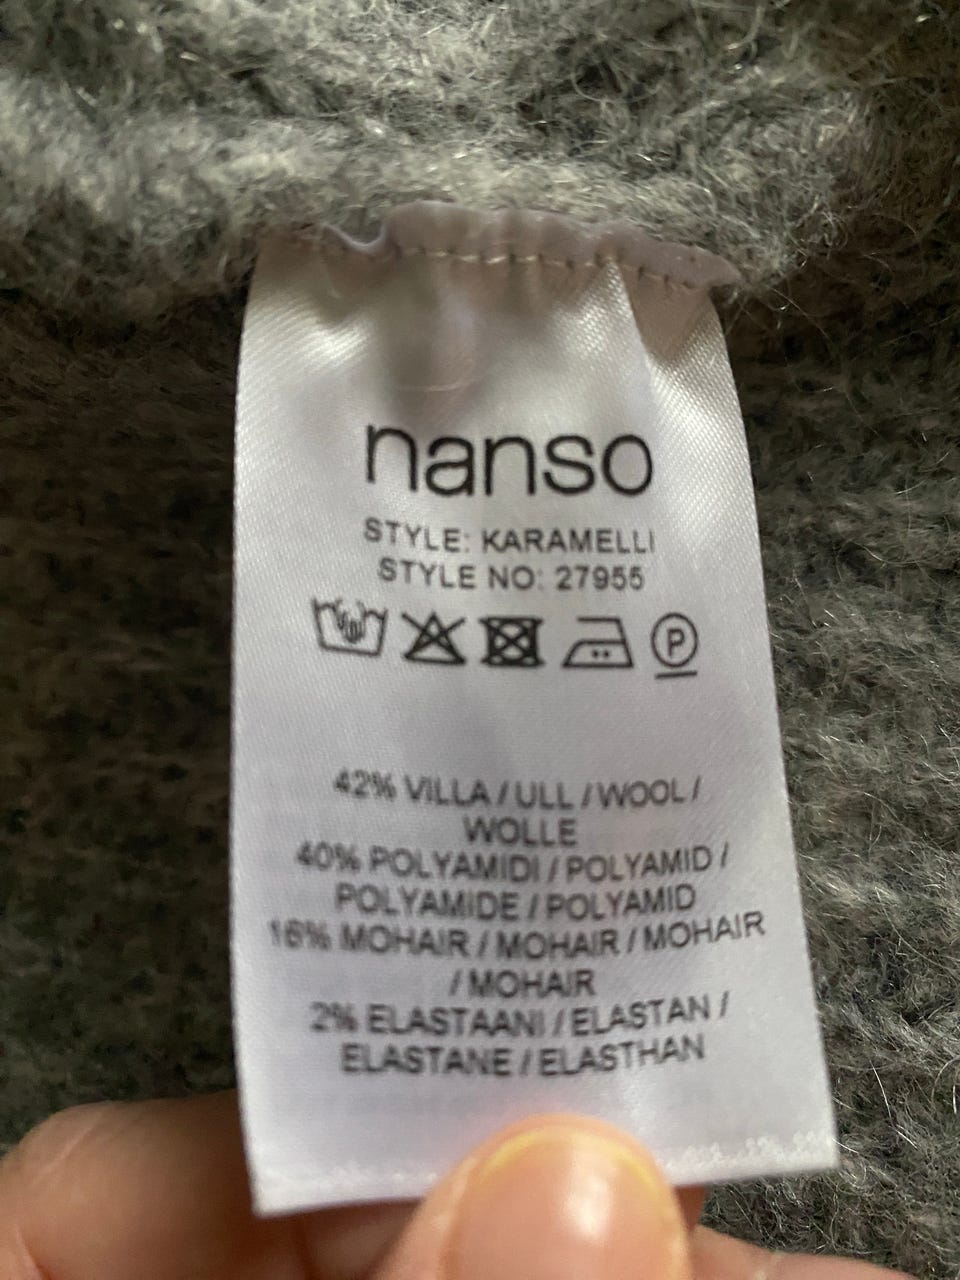 nanso
STYLE: KARAMELLI
STYLE NO: 27955
P
42% VILLA / ULL / WOOL /
WOLLE
40% POLYAMIDI / POLYAMID /
POLYAMIDE / POLYAMID
16% MOHAIR / MOHAIR / MOHAIR
/ MOHAIR
2% ELASTAANI / ELASTAN /
ELASTANE / ELASTHAN